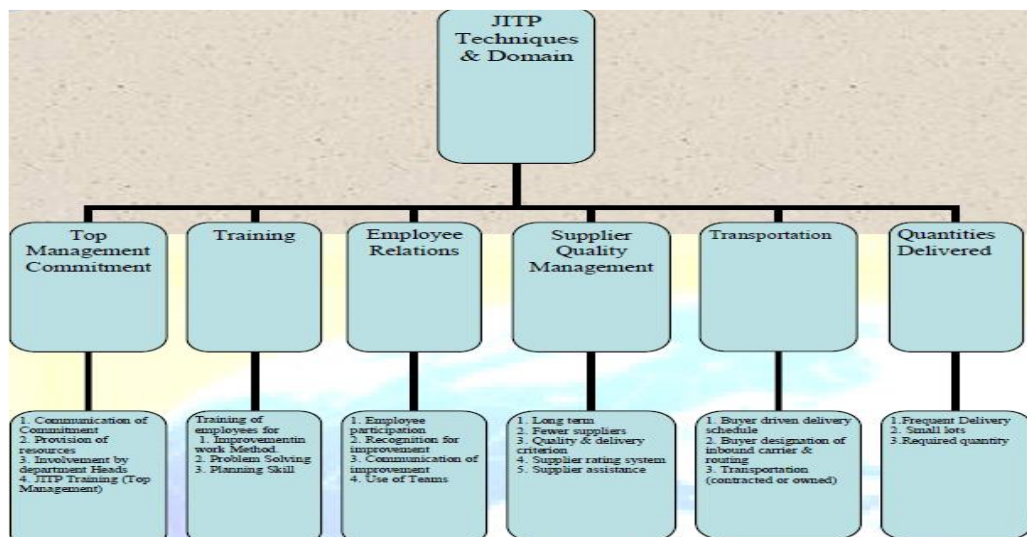 JITP
Techniques
& Domain
Top
Management
Commitment
Training
Employee
Relations
Supplier
Quality
Management
Transportation
Quantities
Delivered
1. Communication of
Commitment
2. Provision of
resources
3. Involvement by
department Heads
4. JITP Training (Top
Management)
Training of
employees for
1. Improvementin
work Method.
2. Problem Solving
3. Planning Skill
1. Employee
participation
2. Recognition for
improvement
3. Communication of
improvement
4. Use of Teams
1. Long term
2. Fewer suppliers
3. Quality & delivery
criterion
4. Supplier rating system
5. Supplier assistance
1. Buyer driven delivery
schedule
2. Buyer designation of
inbound carrier &
routing
3. Transportation
(contracted or owned)
1.Frequent Delivery
2. Small lots
3.Required quantity